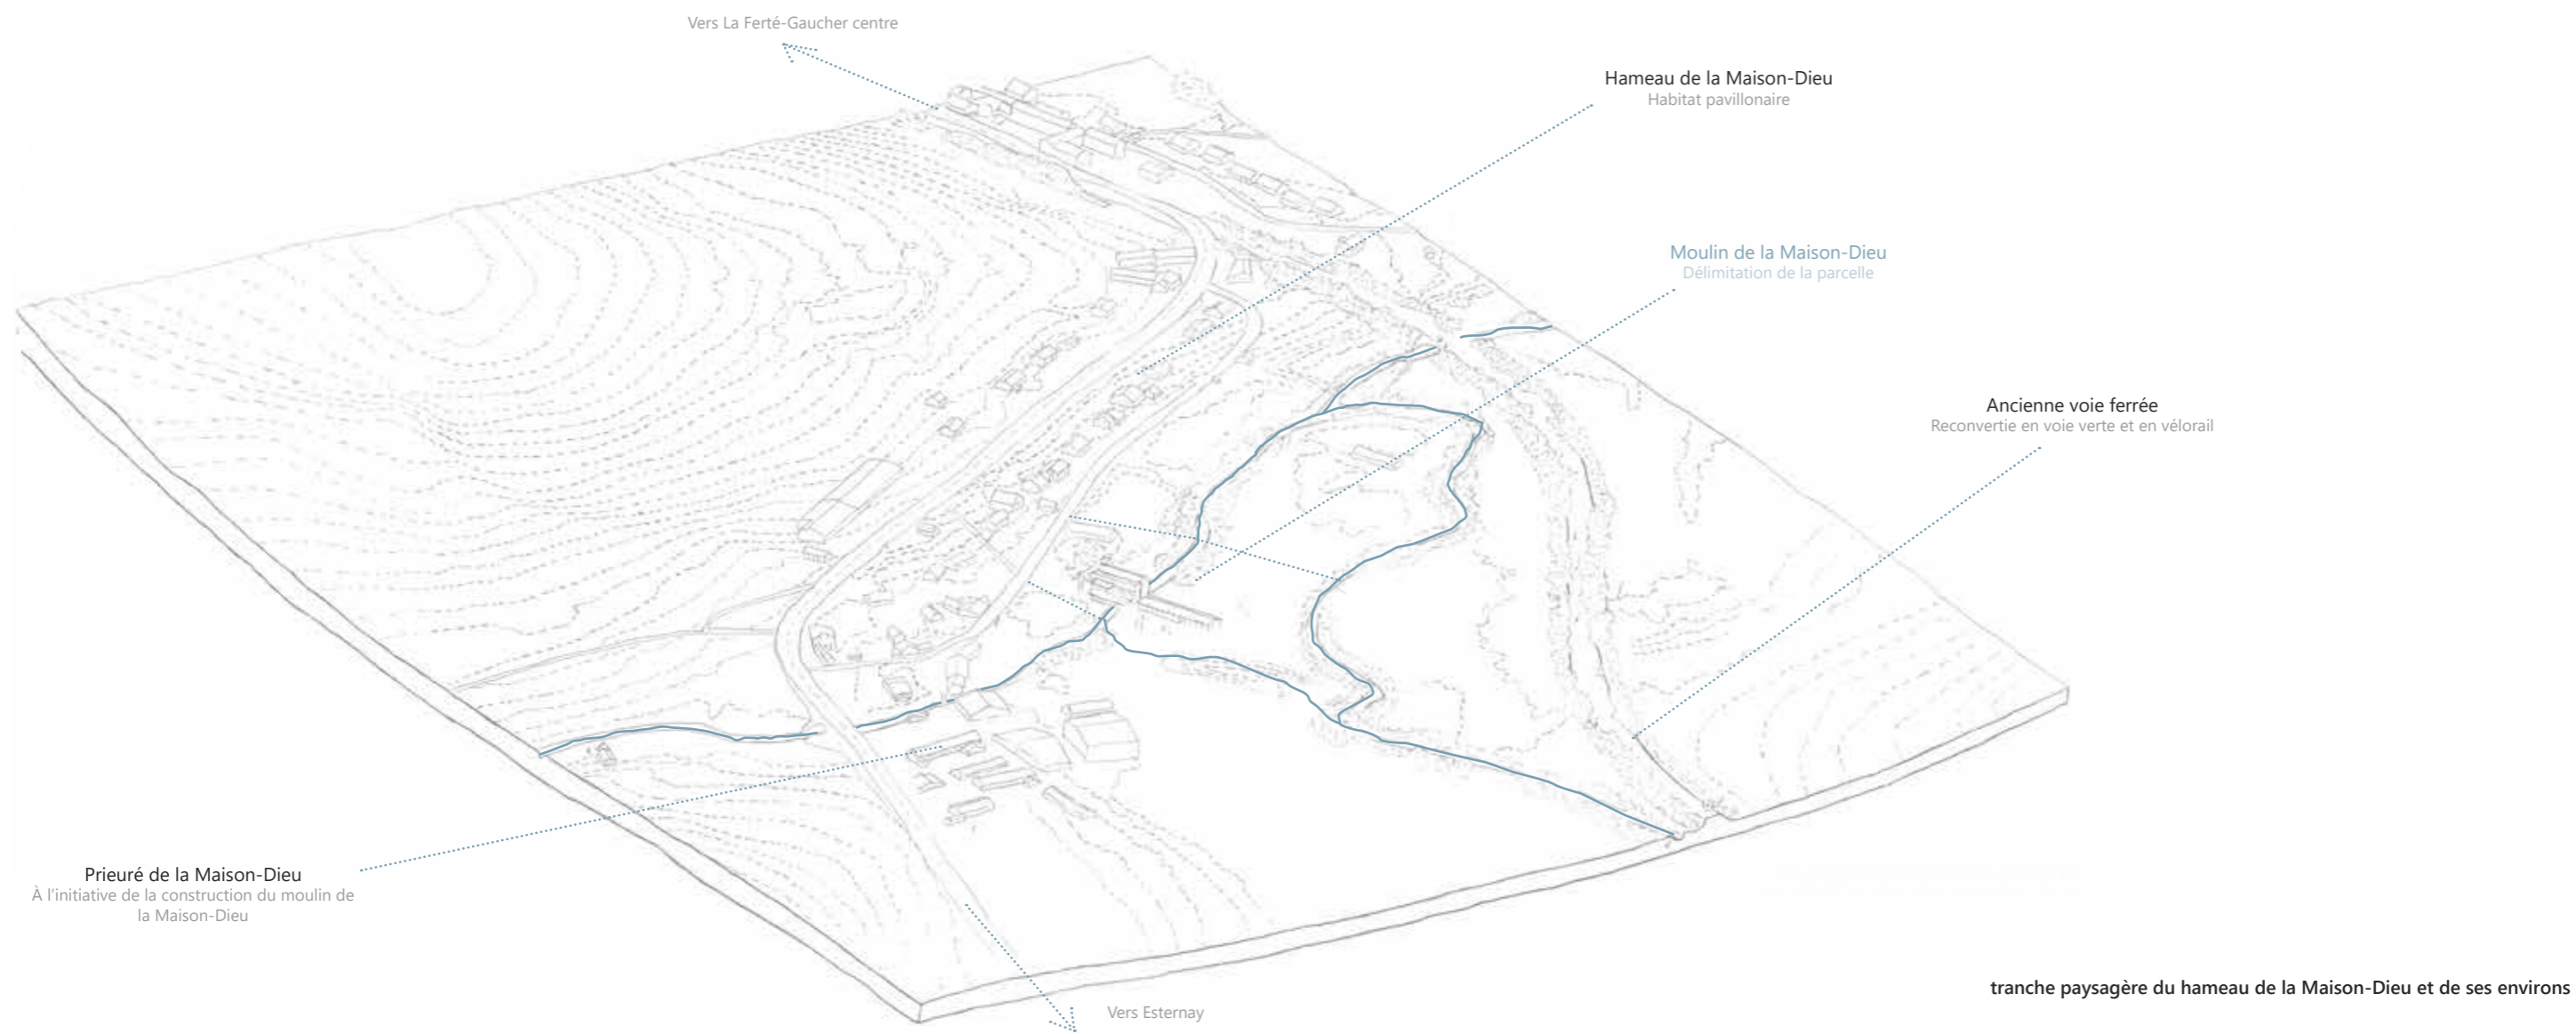 Vers La Ferté-Gaucher centre
Hameau de la Maison-Dieu
Habitat pavillonaire
Moulin de la Maison-Dieu
Délimitation de la parcelle
Ancienne voie ferrée
Reconvertie en voie verte et en vélorail
Prieuré de la Maison-Dieu
À l'initiative de la construction du moulin de
la Maison-Dieu
Vers Esternay
tranche paysagère du hameau de la Maison-Dieu et de ses environs